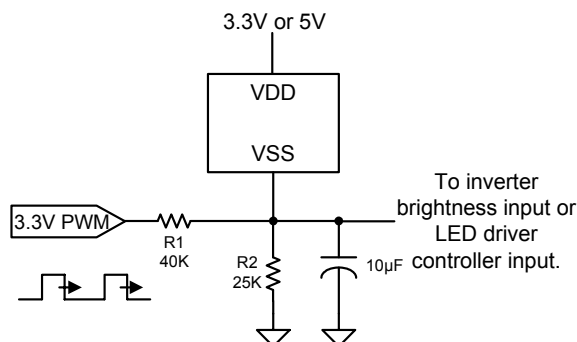 3.3V or 5V
VDD
VSS
3.3V PWM
R1
40K
R2
25K
10µF
To inverter
brightness input or
LED driver
controller input.